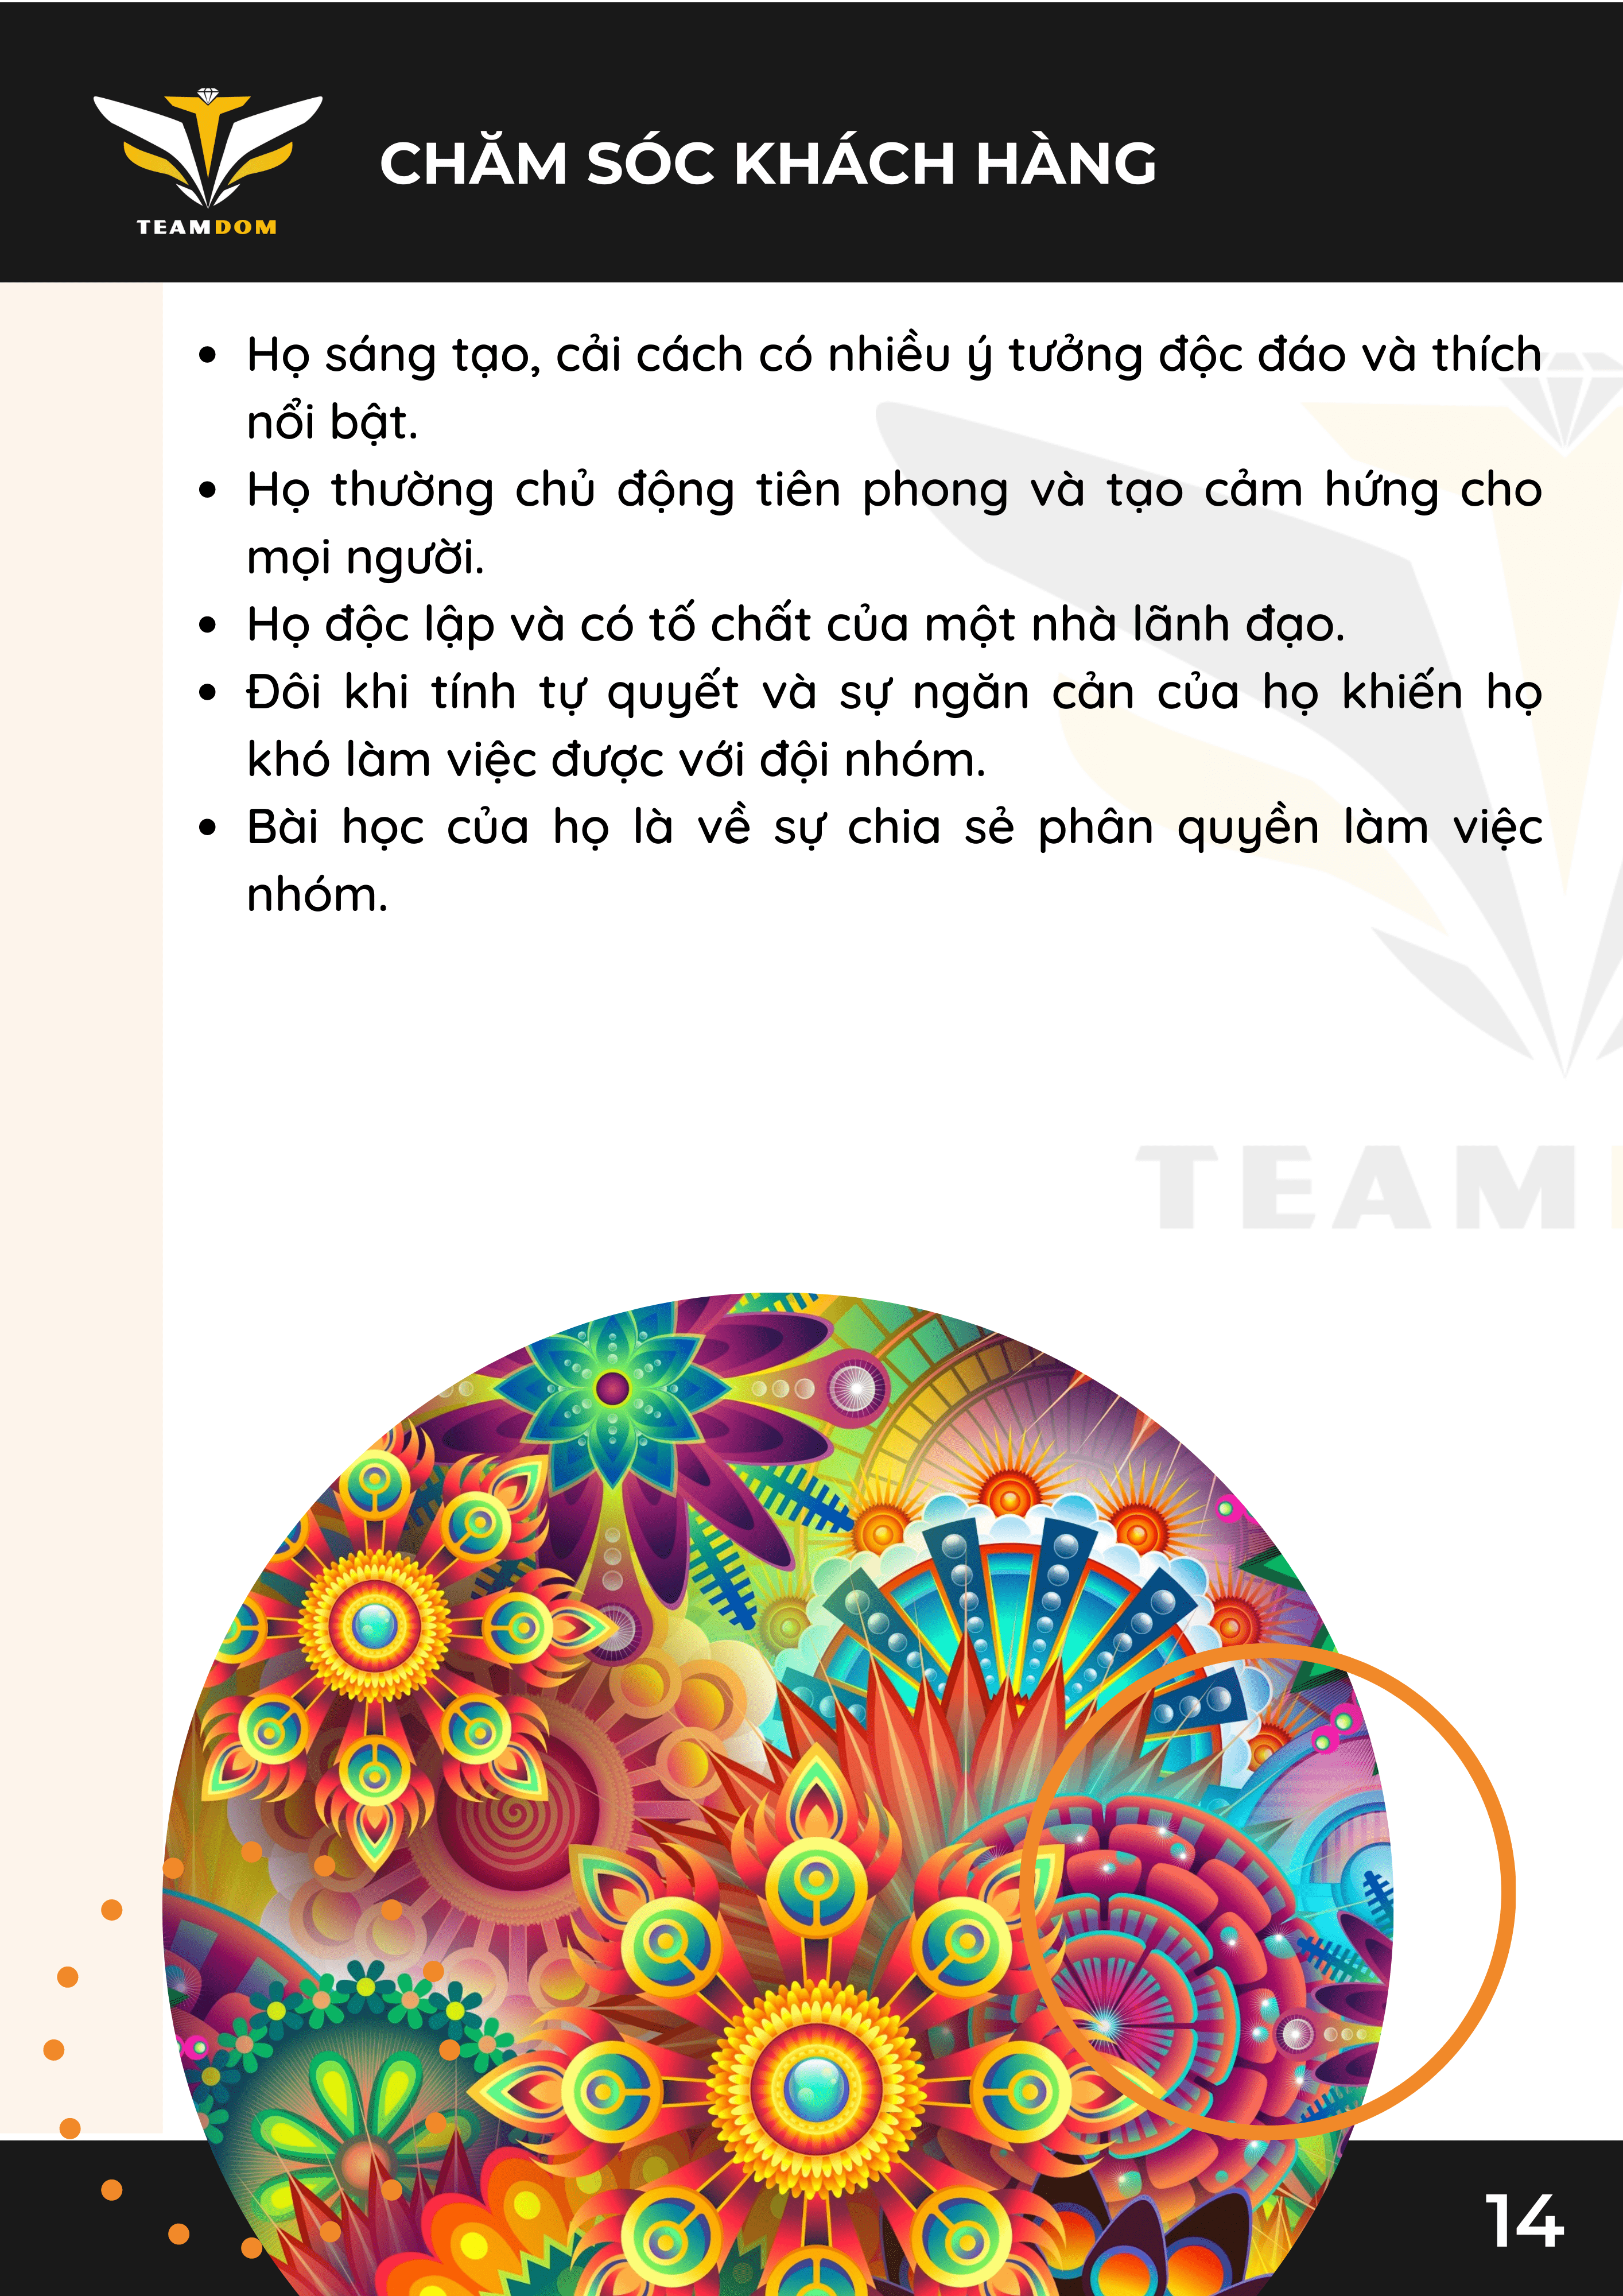 TEAMDOM
CHĂM SÓC KHÁCH HÀNG
• Họ sáng tạo, cải cách có nhiều ý tưởng độc đáo và thích
nổi bật.
• Họ thường chủ động tiên phong và tạo cảm hứng cho
mọi người.
• Họ độc lập và có tố chất của một nhà lãnh đạo.
• Đôi khi tính tự quyết và sự ngăn cản của họ khiến họ
khó làm việc được với đội nhóm.
• Bài học của họ là về sự chia sẻ phân quyền làm việc
nhóm.
TEAM
14